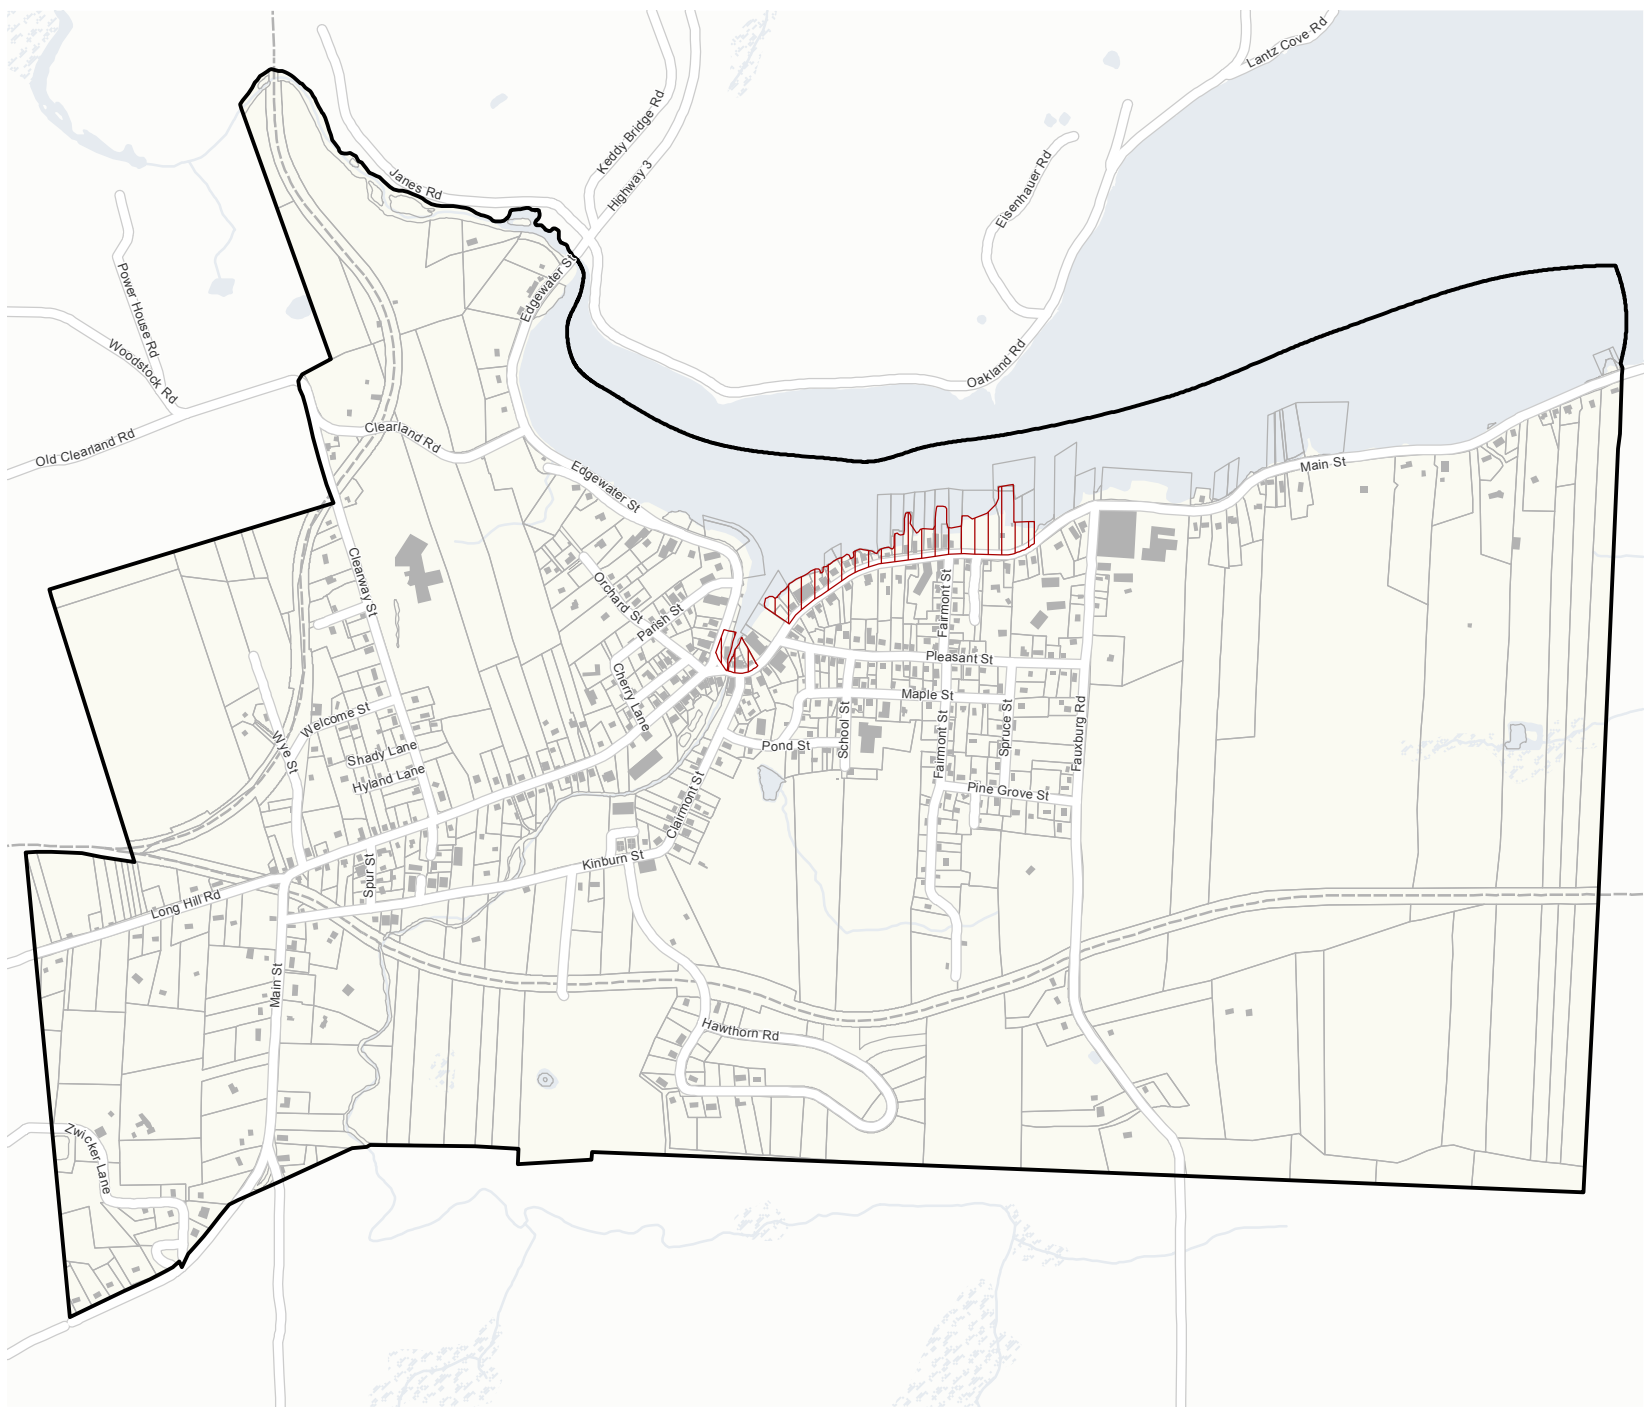 Lantz Cove Rd
Keddy Bridge Rd
Highway 3
Janes Rd
Eisenhauer Rd
Power House Rd
Edgewater St
Woodstock Rd
Oakland Rd
Old Clearland Rd
Clearland Rd
Edgewater St
Main St
Clearway St
Orchard St
Parish St
Fairmont St
Pleasant St
Cherry Lane
Maple St
Welcome St
Wye St
School St
Fairmont St
Spruce St
Fauxburg Rd
Shady Lane
Pond St
Hyland Lane
Pine Grove St
Clairmont St
Kinburn St
Spur St
Long Hill Rd
Main St
Hawthorn Rd
Zwicker Lane